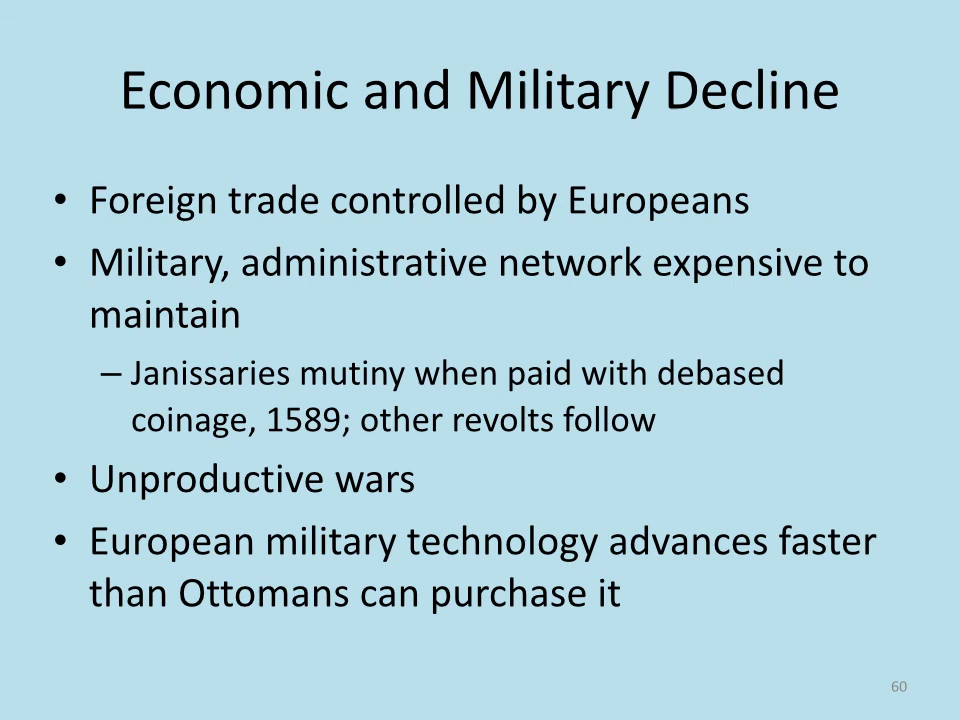 Economic and Military Decline
• Foreign trade controlled by Europeans
• Military, administrative network expensive to
maintain
– Janissaries mutiny when paid with debased
coinage, 1589; other revolts follow
• Unproductive wars
• European military technology advances faster
than Ottomans can purchase it
60